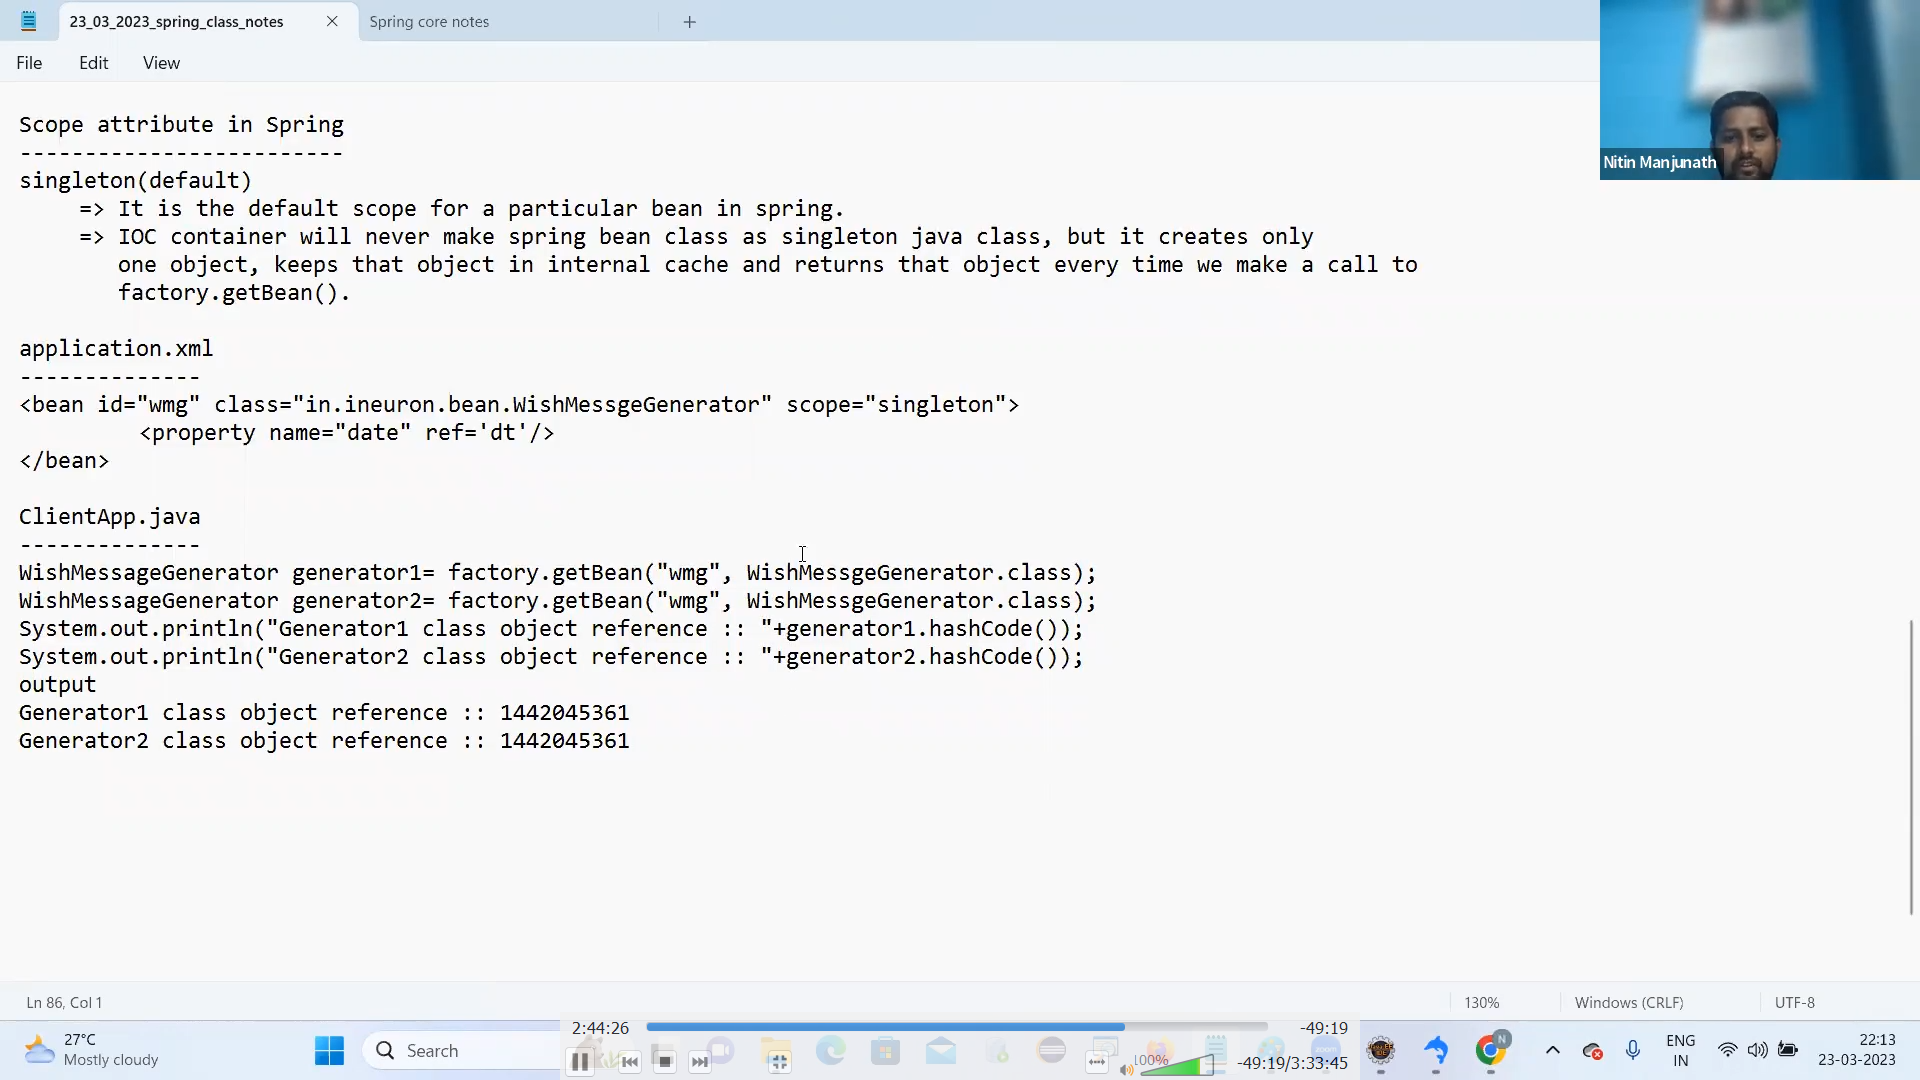 23_03_2023_spring_class_notes
Spring core notes
File Edit View
Nitin Manjunath
Scope attribute in Spring
-------------------------
singleton(default)
=> It is the default scope for a particular bean in spring.
=> IOC container will never make spring bean class as singleton java class, but it creates only
one object, keeps that object in internal cache and returns that object every time we make a call to
factory.getBean().
application.xml
--------------
<bean id="wmg" class="in.ineuron.bean.WishMessgeGenerator" scope="singleton">
<property name="date" ref='dt'/>
</bean>
ClientApp.java
--------------
WishMessageGenerator generator1= factory.getBean("wmg", WishMessgeGenerator.class);
WishMessageGenerator generator2= factory.getBean("wmg", WishMessgeGenerator.class);
System.out.println("Generator1 class object reference :: "+generator1.hashCode());
System.out.println("Generator2 class object reference :: "+generator2.hashCode());
output
Generator1 class object reference :: 1442045361
Generator2 class object reference :: 1442045361
Ln 86, Col 1
130%
Windows (CRLF)
UTF-8
27°C
Mostly cloudy
Search
2:44:26
-49:19
100%
-49:19/3:33:45
N
ENG
IN
22:13
23-03-2023